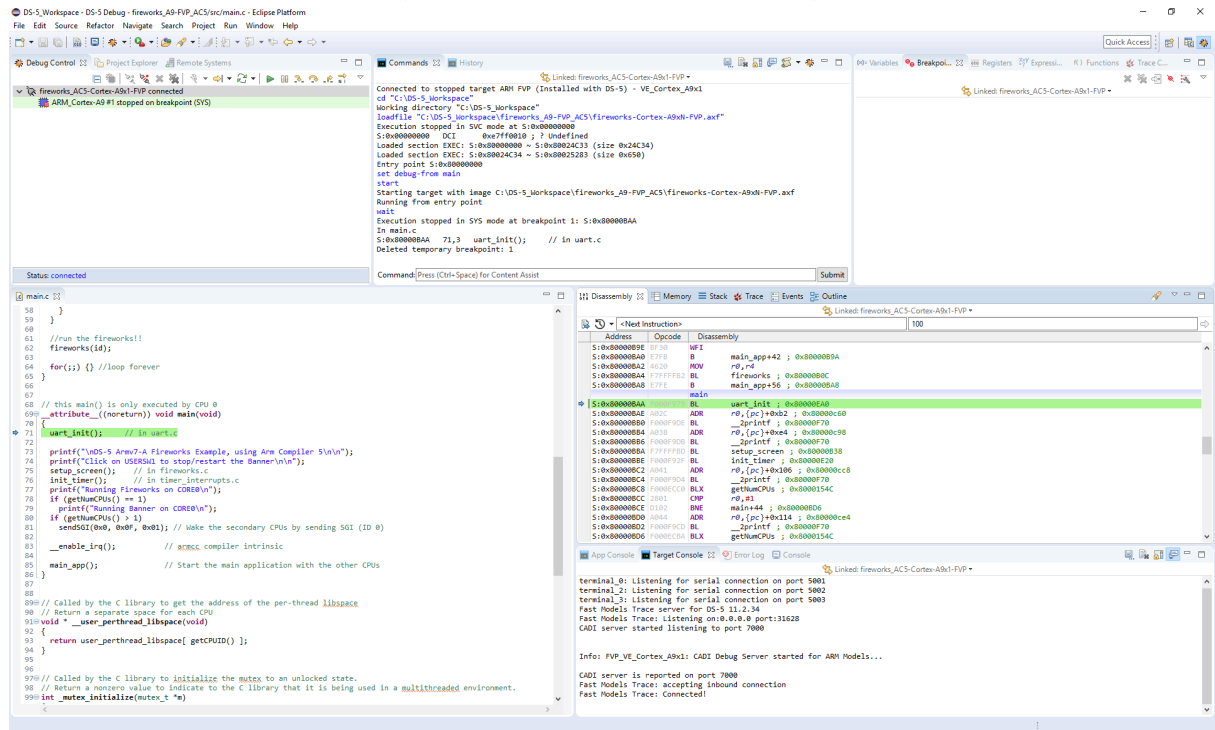 DS-5_Workspace - DS-5 Debug - fireworks_A9-FVP_AC5/src/main.c - Eclipse Platform
File Edit Source Refactor Navigate Search Project Run Window Help
Quick Access
Debug Control Project Explorer Remote Systems
fireworks_AC5-Cortex-A9x1-FVP connected
ARM_Cortex-A9 #1 stopped on breakpoint (SYS)
Status: connected
Commands History
Linked: fireworks_AC5-Cortex-A9x1-FVP
Connected to stopped target ARM FVP (Installed with DS-5) - VE_Cortex_A9x1
cd "C:\DS-5_Workspace"
Working directory "C:\DS-5_Workspace"
loadfile "C:\DS-5_Workspace\fireworks_A9-FVP_AC5\fireworks-Cortex-A9xN-FVP.axf"
Execution stopped in SVC mode at S:0x00000000
S:0x00000000 DCI 0xe7ff0010 ; ? Undefined
Loaded section EXEC: S:0x80000000 ~ S:0x80024C33 (size 0x24C34)
Loaded section EXEC: S:0x80024C34 ~ S:0x80025283 (size 0x650)
Entry point S:0x80000000
set debug-from main
start
Starting target with image C:\DS-5_Workspace\fireworks_A9-FVP_AC5\fireworks-Cortex-A9xN-FVP.axf
Running from entry point
wait
Execution stopped in SYS mode at breakpoint 1: S:0x80000BAA
In main.c
S:0x80000BAA 71,3 uart_init(); // in uart.c
Deleted temporary breakpoint: 1
Command: Press (Ctrl+Space) for Content Assist Submit
Variables Breakpoi... Registers Expressi... Functions Trace C...
Linked: fireworks_AC5-Cortex-A9x1-FVP
main.c
58 }
59 }
60
61 //run the fireworks!!
62 fireworks(id);
63
64 for(;;) {} //loop forever
65 }
66
67
68 // this main() is only executed by CPU 0
69 __attribute__((noreturn)) void main(void)
70 {
71 uart_init(); // in uart.c
72
73 printf("\nDS-5 Armv7-A Fireworks Example, using Arm Compiler 5\n\n");
74 printf("Click on USERSW1 to stop/restart the Banner\n\n");
75 setup_screen(); // in fireworks.c
76 init_timer(); // in timer_interrupts.c
77 printf("Running Fireworks on CORE0\n");
78 if (getNumCPUs() == 1)
79 printf("Running Banner on CORE0\n");
80 if (getNumCPUs() > 1)
81 sendSGI(0x0, 0x0F, 0x01); // Wake the secondary CPUs by sending SGI (ID 0)
82
83 __enable_irq(); // armcc compiler intrinsic
84
85 main_app(); // Start the main application with the other CPUs
86 }
87
88
89 // Called by the C library to get the address of the per-thread libspace
90 // Return a separate space for each CPU
91 void * __user_perthread_libspace(void)
92 {
93 return user_perthread_libspace[ getCPUID() ];
94 }
95
96
97 // Called by the C library to initialize the mutex to an unlocked state.
98 // Return a nonzero value to indicate to the C library that it is being used in a multithreaded environment.
99 int _mutex_initialize(mutex_t *m)
Disassembly Memory Stack Trace Events Outline
Linked: fireworks_AC5-Cortex-A9x1-FVP
<Next Instruction> 100
Address Opcode Disassembly
S:0x80000B9E BF30 WFI
S:0x80000BA0 E7FB B main_app+42 ; 0x80000B9A
S:0x80000BA2 4620 MOV r0,r4
S:0x80000BA4 F7FFFFB2 BL fireworks ; 0x80000B0C
S:0x80000BA8 E7FE B main_app+56 ; 0x80000BA8
main
S:0x80000BAA BL uart_init ; 0x80000EA0
S:0x80000BAE A02C ADR r0,{pc}+0xb2 ; 0x80000c60
S:0x80000BB0 F000F9DE BL __2printf ; 0x80000F70
S:0x80000BB4 A038 ADR r0,{pc}+0xe4 ; 0x80000c98
S:0x80000BB6 F000F9DB BL __2printf ; 0x80000F70
S:0x80000BBA F7FFFFBD BL setup_screen ; 0x80000B38
S:0x80000BBE F000F92F BL init_timer ; 0x80000E20
S:0x80000BC2 A041 ADR r0,{pc}+0x106 ; 0x80000cc8
S:0x80000BC4 F000F9D4 BL __2printf ; 0x80000F70
S:0x80000BC8 F000ECC0 BLX getNumCPUs ; 0x8000154C
S:0x80000BCC 2801 CMP r0,#1
S:0x80000BCE D102 BNE main+44 ; 0x80000BD6
S:0x80000BD0 A044 ADR r0,{pc}+0x114 ; 0x80000ce4
S:0x80000BD2 F000F9CD BL __2printf ; 0x80000F70
S:0x80000BD6 F000ECBA BLX getNumCPUs ; 0x8000154C
App Console Target Console Error Log Console
Linked: fireworks_AC5-Cortex-A9x1-FVP
terminal_0: Listening for serial connection on port 5001
terminal_2: Listening for serial connection on port 5002
terminal_3: Listening for serial connection on port 5003
Fast Models Trace server for DS-5 11.2.34
Fast Models Trace: Listening on:0.0.0.0 port:31628
CADI server started listening to port 7000
Info: FVP_VE_Cortex_A9x1: CADI Debug Server started for ARM Models...
CADI server is reported on port 7000
Fast Models Trace: accepting inbound connection
Fast Models Trace: Connected!